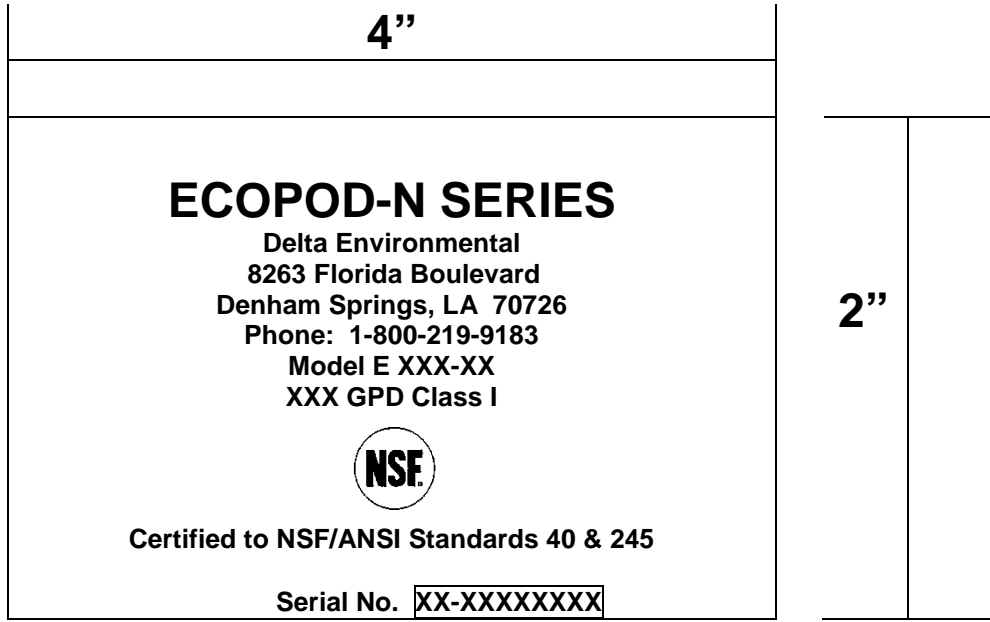 4”
ECOPOD-N SERIES
Delta Environmental
8263 Florida Boulevard
Denham Springs, LA  70726
2”
Phone:  1-800-219-9183
Model E XXX-XX
XXX GPD Class I
NSF.
Certified to NSF/ANSI Standards 40 & 245
Serial No.  XX-XXXXXXXX